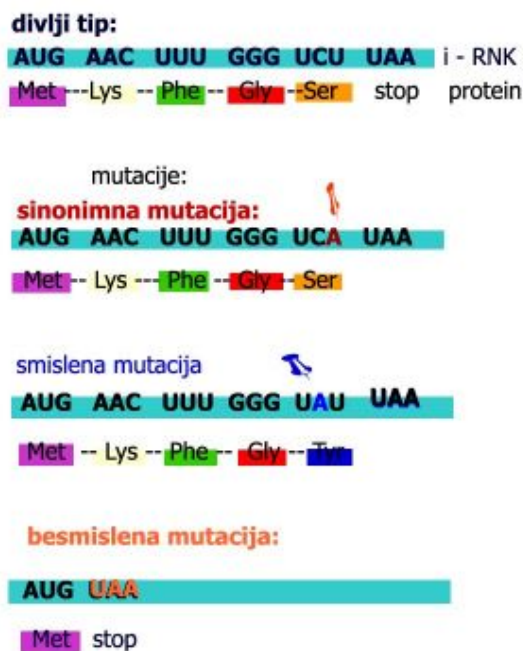 divlji tip:
AUG AAC UUU GGG UCU UAA i - RNK
Met ---Lys -- Phe -- Gly --Ser stop protein
mutacije:
sinonimna mutacija:
AUG AAC UUU GGG UCA UAA
Met --- Lys ---Phe---Gly-- Ser
smislena mutacija
AUG AAC UUU GGG UAU UAA
Met -- Lys -- Phe-- Gly -- Tyr
besmislena mutacija:
AUG UAA
Met stop